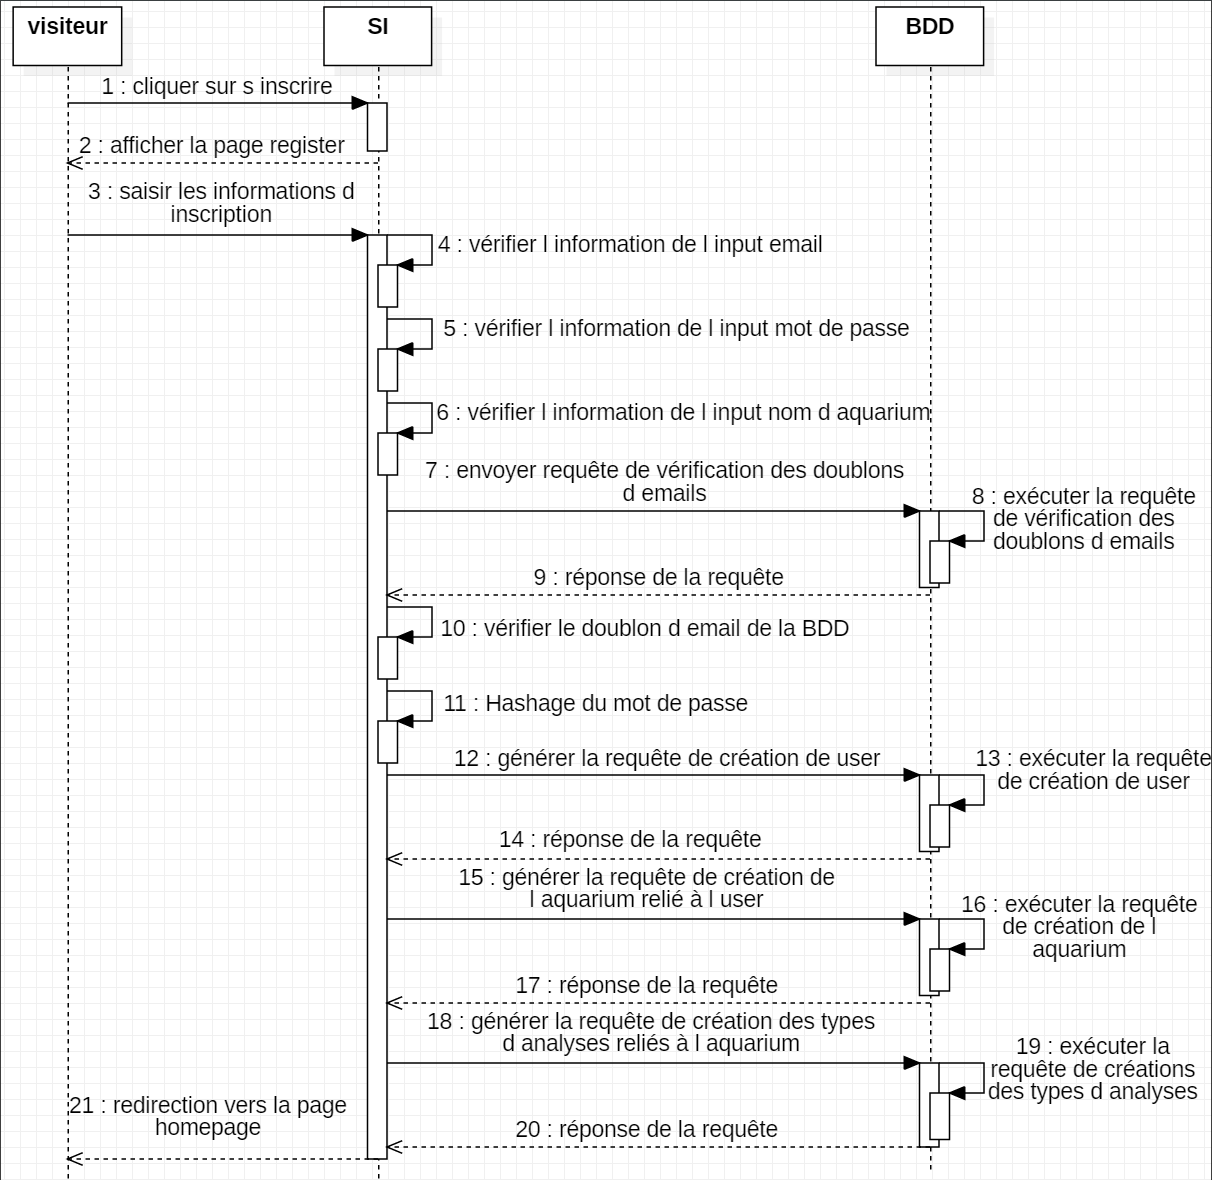 visiteur
SI
BDD
1 : cliquer sur s inscrire
2 : afficher la page register
3 : saisir les informations d
inscription
4 : vérifier l information de l input email
5 : vérifier l information de l input mot de passe
6 : vérifier l information de l input nom d aquarium
7 : envoyer requête de vérification des doublons
d emails
8 : exécuter la requête
de vérification des
doublons d emails
9 : réponse de la requête
10 : vérifier le doublon d email de la BDD
11 : Hashage du mot de passe
12 : générer la requête de création de user
13 : exécuter la requête
de création de user
14 : réponse de la requête
15 : générer la requête de création de
l aquarium relié à l user
16 : exécuter la requête
de création de l
aquarium
17 : réponse de la requête
18 : générer la requête de création des types
d analyses reliés à l aquarium
19 : exécuter la
requête de créations
des types d analyses
20 : réponse de la requête
21 : redirection vers la page
homepage